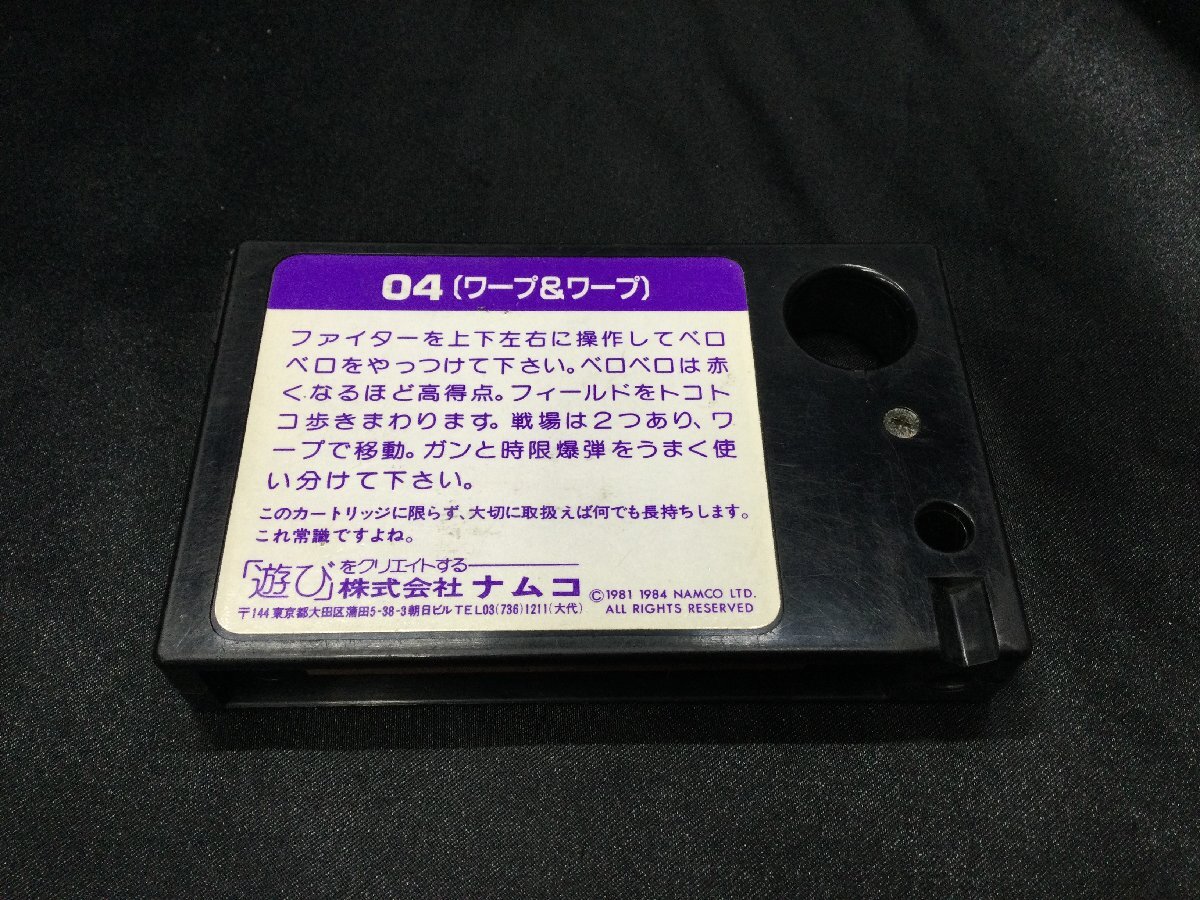 04〔ワープ&ワープ〕
ファイターを上下左右に操作してベロ
ベロをやっつけて下さい。ベロベロは赤
くなるほど高得点。フィールドをトコト
コ歩きまわります。戦場は2つあり、ワ
ープで移動。ガンと時限爆弾をうまく使
い分けて下さい。
このカートリッジに限らず、大切に取扱えば何でも長持ちします。
これ常識ですよね。
「遊び」をクリエイトする
株式会社 ナムコ
〒144 東京都大田区蒲田5-38-3朝日ビル TEL03(736)1211(大代)
©1981 1984 NAMCO LTD.
ALL RIGHTS RESERVED